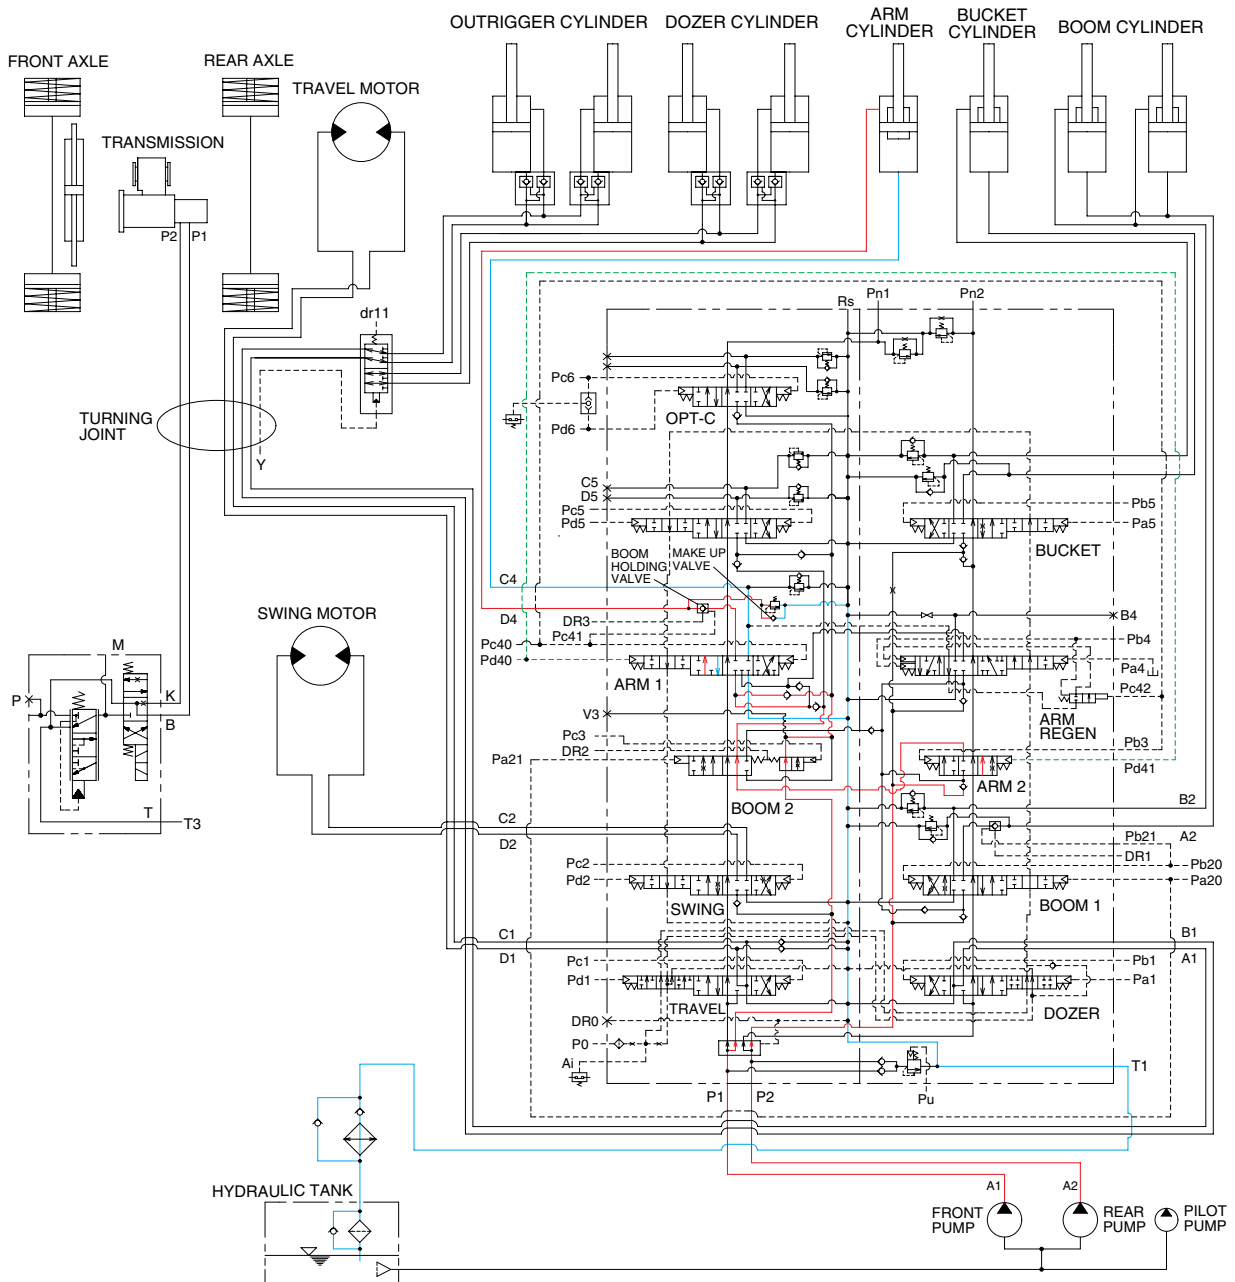 OUTRIGGER CYLINDER
DOZER CYLINDER
ARM
CYLINDER
BUCKET
CYLINDER
BOOM CYLINDER
FRONT AXLE
REAR AXLE
TRAVEL MOTOR
TRANSMISSION
P2
P1
dr11
TURNING
JOINT
Y
Rs
Pn1
Pn2
Pc6
Pd6
OPT-C
C5
D5
Pc5
Pd5
Pb5
Pa5
BUCKET
BOOM
HOLDING
VALVE
MAKE UP
VALVE
C4
D4
DR3
Pc41
Pc40
Pd40
B4
Pb4
Pa4
Pc42
ARM 1
ARM
REGEN
SWING MOTOR
M
P
K
B
T
T3
V3
Pc3
DR2
Pa21
BOOM 2
Pb3
Pd41
ARM 2
B2
C2
D2
Pb21
A2
DR1
Pc2
Pd2
Pb20
Pa20
SWING
BOOM 1
C1
D1
B1
A1
Pc1
Pd1
Pb1
Pa1
TRAVEL
DOZER
DR0
P0
Ai
T1
P1
P2
Pu
HYDRAULIC TANK
A1
A2
FRONT
PUMP
REAR
PUMP
PILOT
PUMP